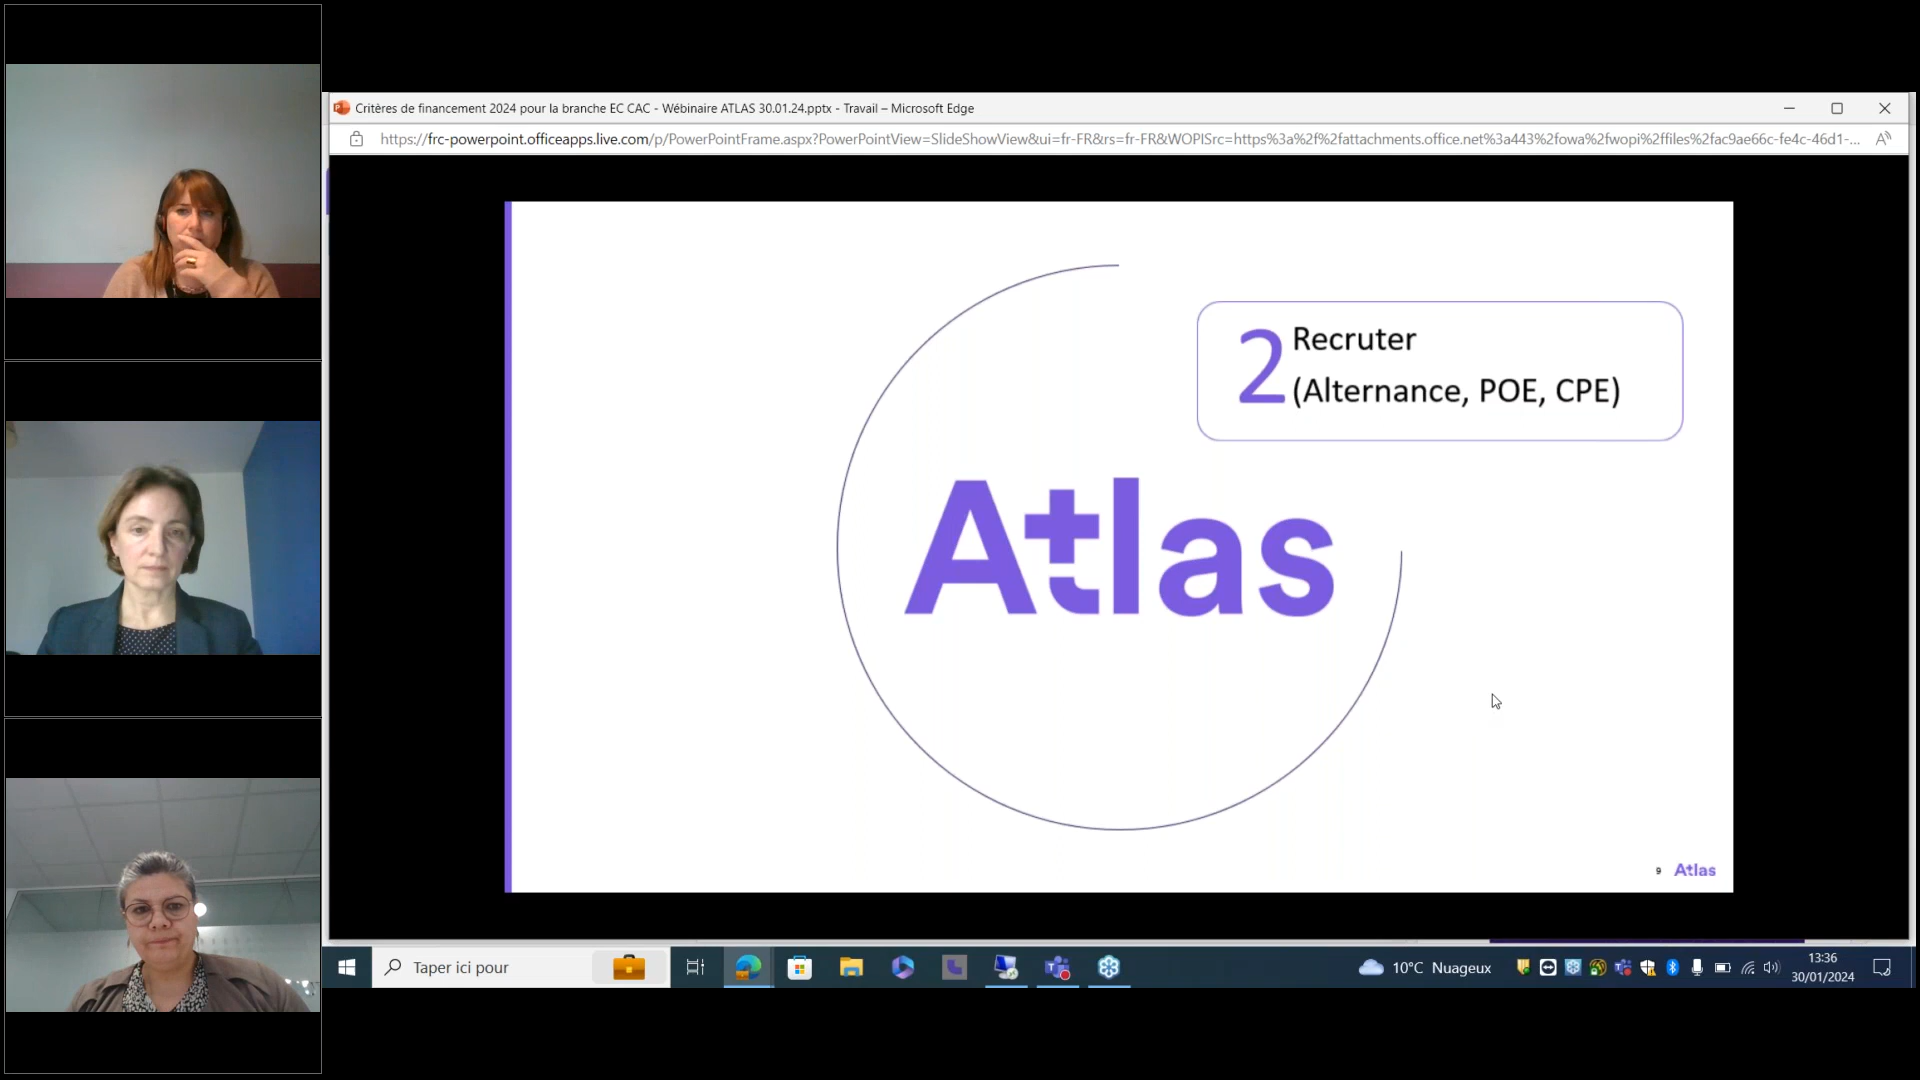 Critères de financement 2024 pour la branche EC CAC - Wébinaire ATLAS 30.01.24.pptx - Travail – Microsoft Edge
https://frc-powerpoint.officeapps.live.com/p/PowerPointFrame.aspx?PowerPointView=SlideShowView&ui=fr-FR&rs=fr-FR&WOPISrc=https%3a%2f%2fattachments.office.net%3a443%2fowa%2fwopi%2ffiles%2fac9ae66c-fe4c-46d1-...
2 Recruter
(Alternance, POE, CPE)
Atlas
9 Atlas
Taper ici pour
10°C Nuageux
13:36
30/01/2024